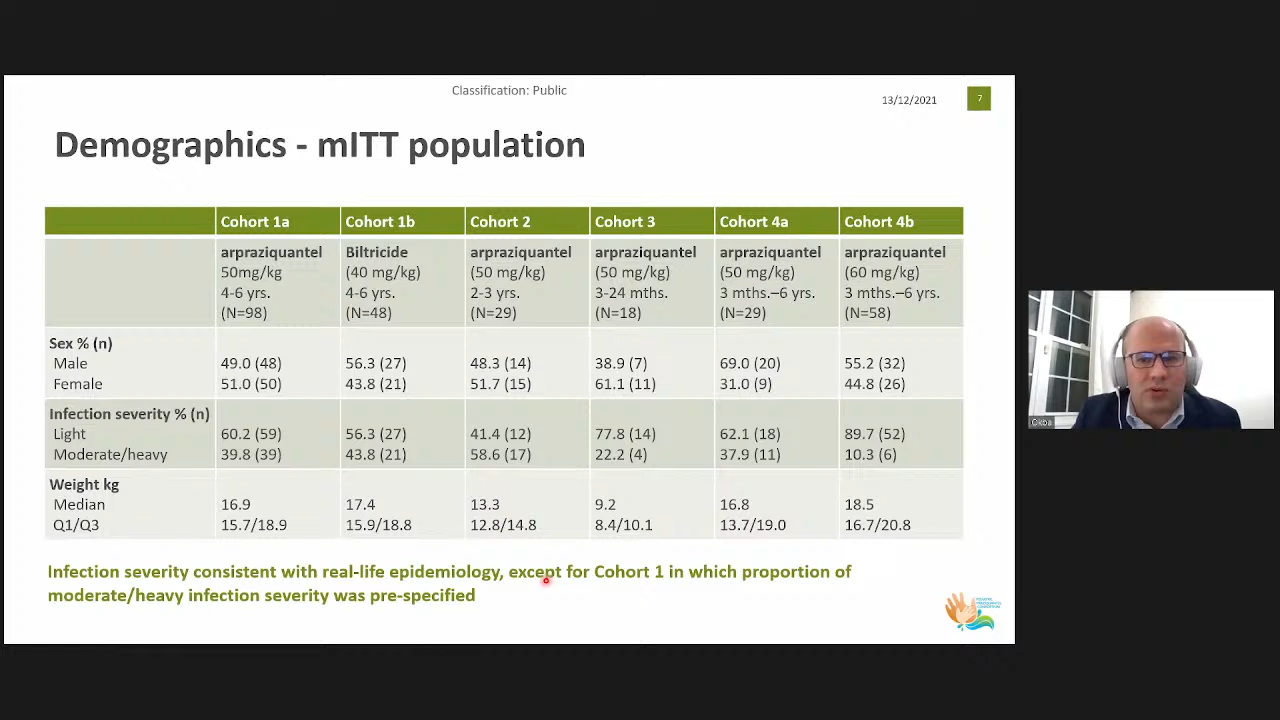 Classification: Public
13/12/2021
7
Demographics - mITT population
Cohort 1a Cohort 1b Cohort 2 Cohort 3 Cohort 4a Cohort 4b
arpraziquantel Biltricide arpraziquantel arpraziquantel arpraziquantel arpraziquantel
50mg/kg (40 mg/kg) (50 mg/kg) (50 mg/kg) (50 mg/kg) (60 mg/kg)
4-6 yrs. 4-6 yrs. 2-3 yrs. 3-24 mths. 3 mths.–6 yrs. 3 mths.–6 yrs.
(N=98) (N=48) (N=29) (N=18) (N=29) (N=58)
Sex % (n)
Male 49.0 (48) 56.3 (27) 48.3 (14) 38.9 (7) 69.0 (20) 55.2 (32)
Female 51.0 (50) 43.8 (21) 51.7 (15) 61.1 (11) 31.0 (9) 44.8 (26)
Infection severity % (n)
Light 60.2 (59) 56.3 (27) 41.4 (12) 77.8 (14) 62.1 (18) 89.7 (52)
Moderate/heavy 39.8 (39) 43.8 (21) 58.6 (17) 22.2 (4) 37.9 (11) 10.3 (6)
Weight kg
Median 16.9 17.4 13.3 9.2 16.8 18.5
Q1/Q3 15.7/18.9 15.9/18.8 12.8/14.8 8.4/10.1 13.7/19.0 16.7/20.8
Infection severity consistent with real-life epidemiology, except for Cohort 1 in which proportion of
moderate/heavy infection severity was pre-specified
PEDIATRIC
PRAZIQUANTEL
CONSORTIUM
Okba